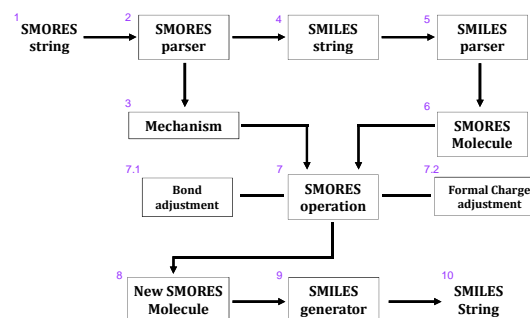 1
SMORES
string
2
SMORES
parser
4
SMILES
string
5
SMILES
parser
3
Mechanism
6
SMORES
Molecule
7.1
Bond
adjustment
7
SMORES
operation
7.2
Formal Charge
adjustment
8
New SMORES
Molecule
9
SMILES
generator
10
SMILES
String